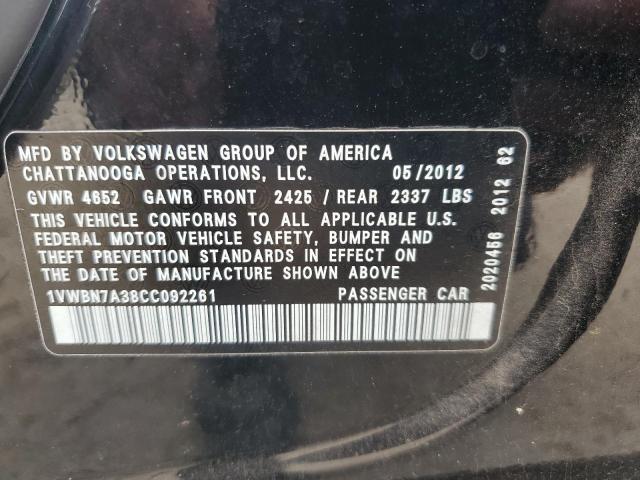 MFD BY VOLKSWAGEN GROUP OF AMERICA
CHATTANOOGA OPERATIONS, LLC. 05/2012
GVWR 4652 GAWR FRONT 2425 / REAR 2337 LBS
THIS VEHICLE CONFORMS TO ALL APPLICABLE U.S.
FEDERAL MOTOR VEHICLE SAFETY, BUMPER AND
THEFT PREVENTION STANDARDS IN EFFECT ON
THE DATE OF MANUFACTURE SHOWN ABOVE
1VWBN7A38CC092261 PASSENGER CAR
2020456 2012 62